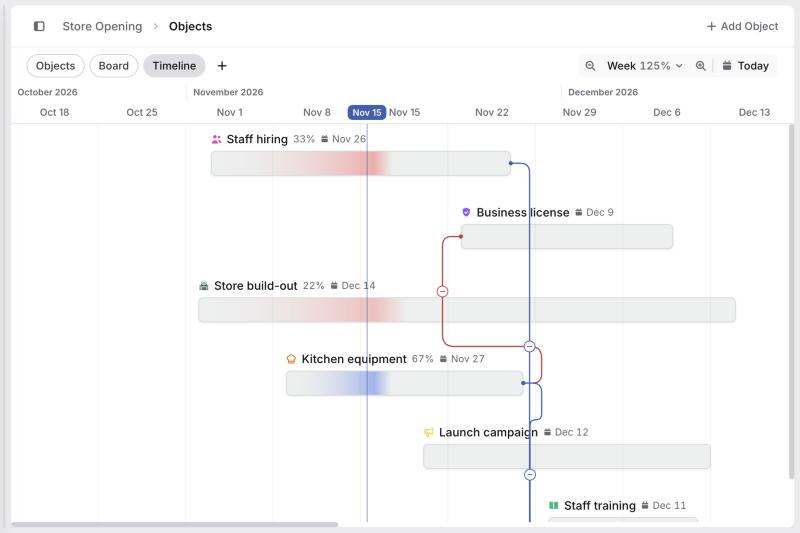 Store Opening > Objects
+ Add Object
Objects
Board
Timeline
+
Week 125%
Today
October 2026
November 2026
December 2026
Oct 18
Oct 25
Nov 1
Nov 8
Nov 15
Nov 15
Nov 22
Nov 29
Dec 6
Dec 13
Staff hiring 33% Nov 26
Business license Dec 9
Store build-out 22% Dec 14
Kitchen equipment 67% Nov 27
Launch campaign Dec 12
Staff training Dec 11